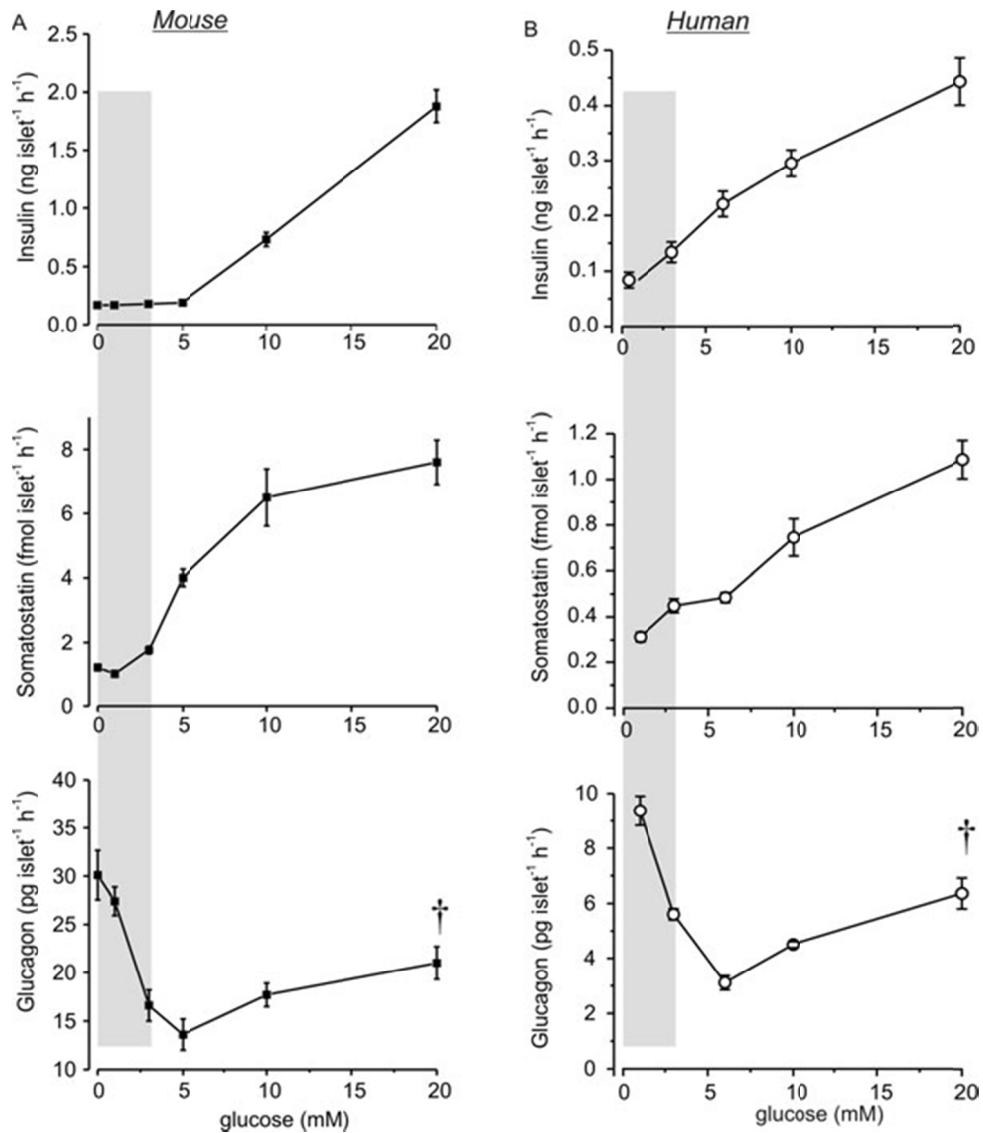 A
Mouse
Insulin (ng islet⁻¹ h⁻¹)
2.5
2.0
1.5
1.0
0.5
0.0
0 5 10 15 20
Somatostatin (fmol islet⁻¹ h⁻¹)
8
6
4
2
0
0 5 10 15 20
Glucagon (pg islet⁻¹ h⁻¹)
40
35
30
25
20
15
10
†
0 5 10 15 20
glucose (mM)
B
Human
Insulin (ng islet⁻¹ h⁻¹)
0.5
0.4
0.3
0.2
0.1
0.0
0 5 10 15 20
Somatostatin (fmol islet⁻¹ h⁻¹)
1.2
1.0
0.8
0.6
0.4
0.2
0.0
0 5 10 15 20
Glucagon (pg islet⁻¹ h⁻¹)
10
8
6
4
2
0
†
0 5 10 15 20
glucose (mM)